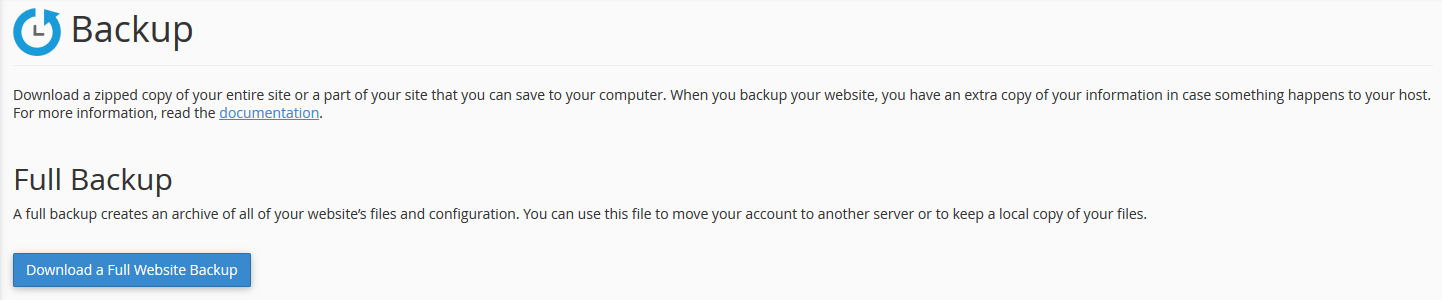 Backup
Download a zipped copy of your entire site or a part of your site that you can save to your computer. When you backup your website, you have an extra copy of your information in case something happens to your host.
For more information, read the documentation.
Full Backup
A full backup creates an archive of all of your website’s files and configuration. You can use this file to move your account to another server or to keep a local copy of your files.
Download a Full Website Backup